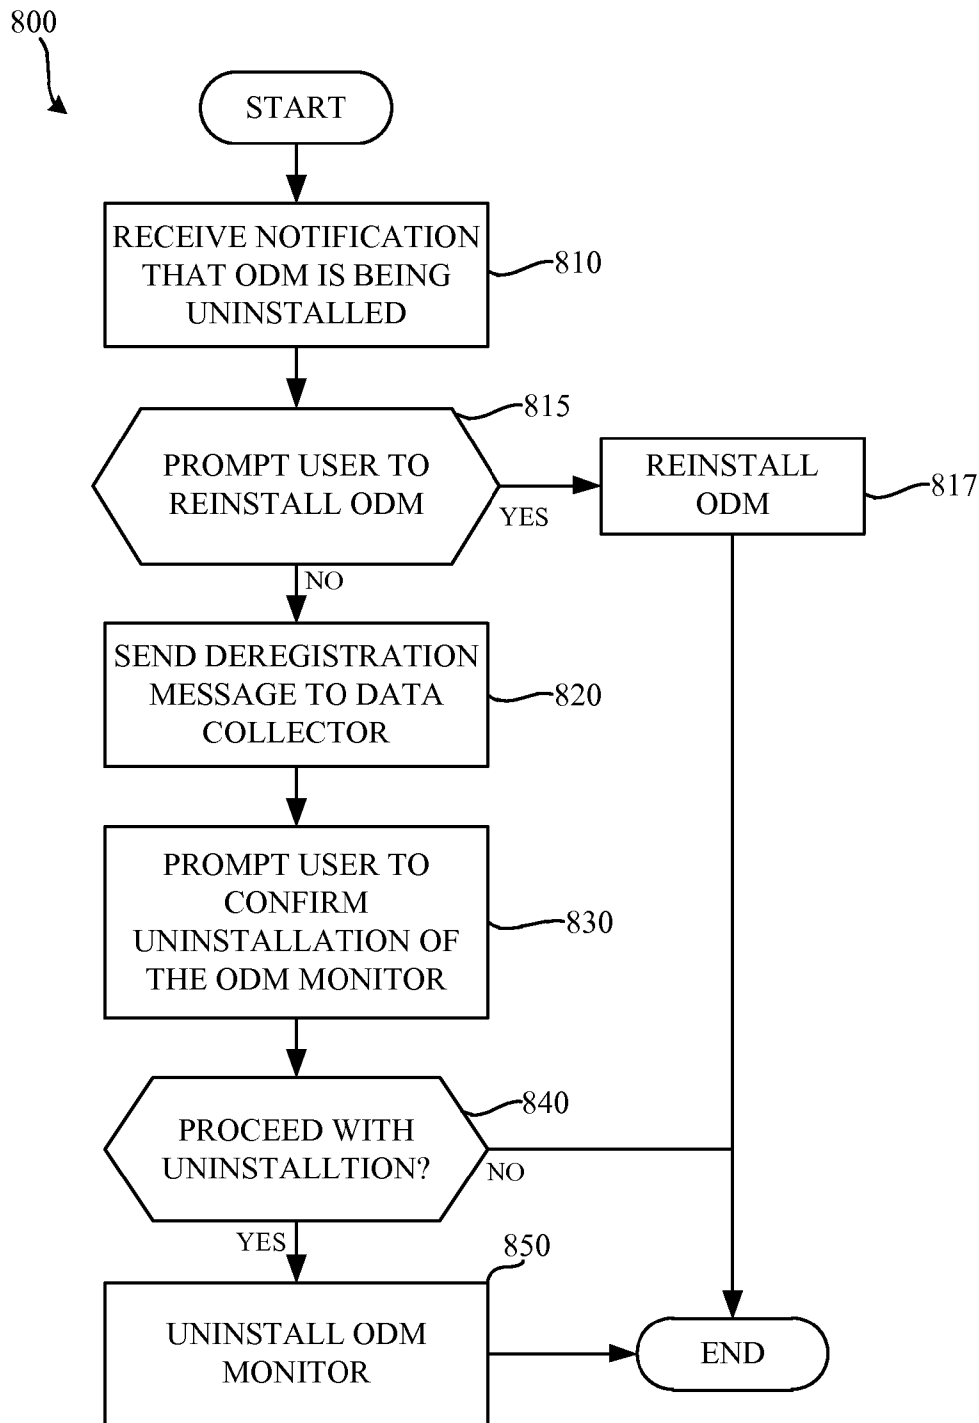 800
START
RECEIVE NOTIFICATION
THAT ODM IS BEING
UNINSTALLED
810
815
PROMPT USER TO
REINSTALL ODM
YES
REINSTALL
ODM
817
NO
SEND DEREGISTRATION
MESSAGE TO DATA
COLLECTOR
820
PROMPT USER TO
CONFIRM
UNINSTALLATION OF
THE ODM MONITOR
830
840
PROCEED WITH
UNINSTALLTION?
NO
YES
850
UNINSTALL ODM
MONITOR
END